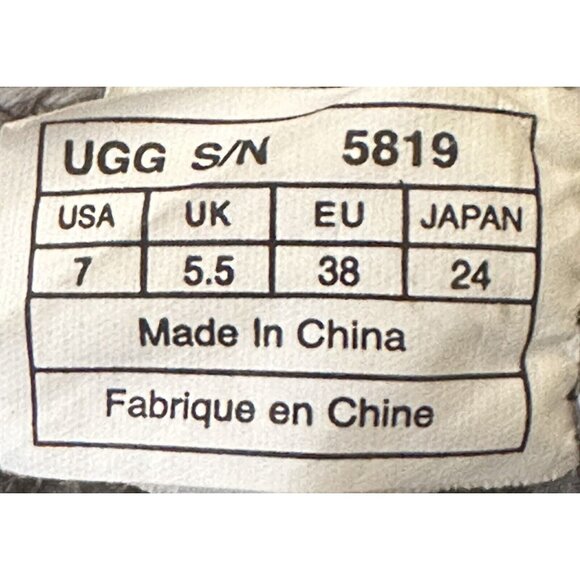 UGG S/N 5819
USA UK EU JAPAN
7 5.5 38 24
Made In China
Fabrique en Chine